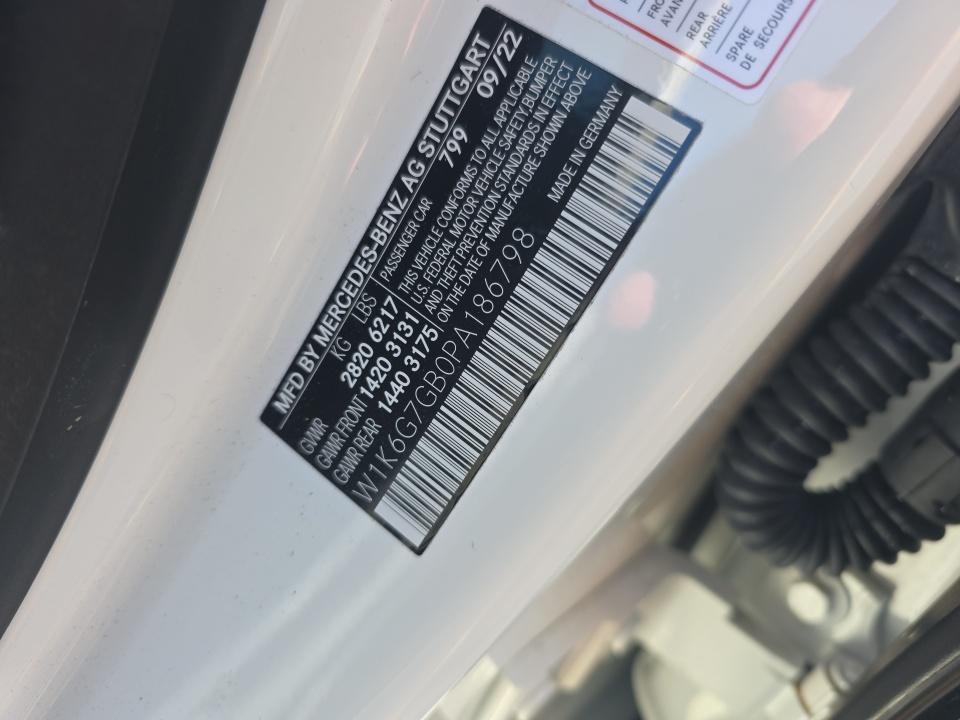 MFD BY MERCEDES-BENZ AG STUTTGART
KG LBS 799 09/22
GVWR 2820 6217 PASSENGER CAR
GAWR FRONT 1420 3131
GAWR REAR 1440 3175
THIS VEHICLE CONFORMS TO ALL APPLICABLE
U.S. FEDERAL MOTOR VEHICLE SAFETY, BUMPER
AND THEFT PREVENTION STANDARDS IN EFFECT
ON THE DATE OF MANUFACTURE SHOWN ABOVE
W1K6G7GB0PA186798 MADE IN GERMANY
REAR
ARRIÈRE
SPARE
DE SECOURS